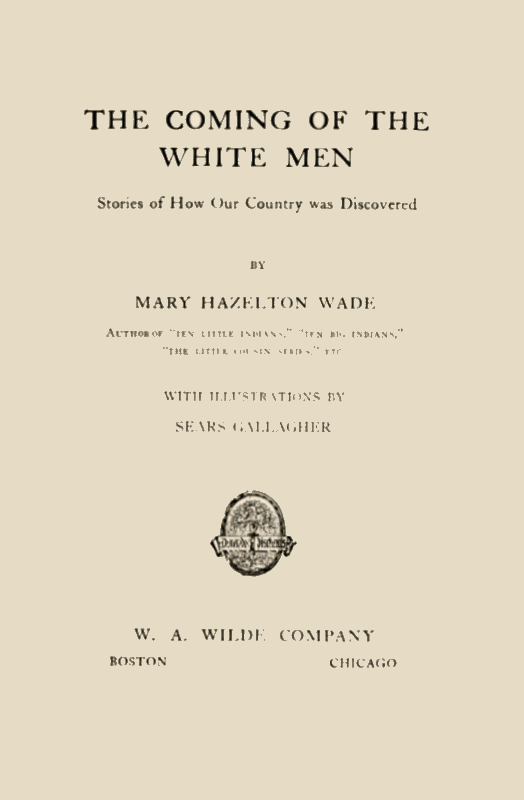 THE COMING OF THE
WHITE MEN
Stories of How Our Country was Discovered
BY
MARY HAZELTON WADE
AUTHOR OF "TEN LITTLE INDIANS," "TEN BIG INDIANS,"
"THE LITTLE COUSIN SERIES," ETC
WITH ILLUSTRATIONS BY
SEARS GALLAGHER
W. A. WILDE COMPANY
BOSTON CHICAGO